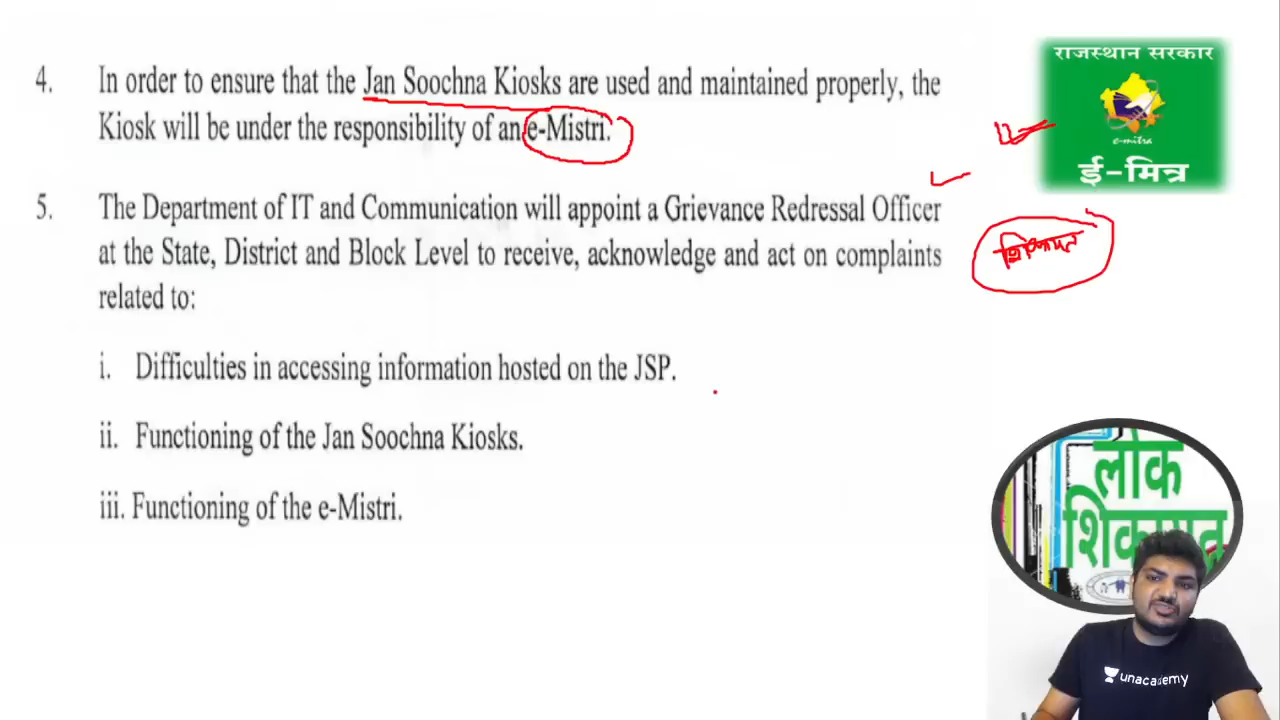 4. In order to ensure that the Jan Soochna Kiosks are used and maintained properly, the
Kiosk will be under the responsibility of an e-Mistri.
5. The Department of IT and Communication will appoint a Grievance Redressal Officer
at the State, District and Block Level to receive, acknowledge and act on complaints
related to:
i. Difficulties in accessing information hosted on the JSP.
ii. Functioning of the Jan Soochna Kiosks.
iii. Functioning of the e-Mistri.
राजस्थान सरकार
e-mitra
ई-मित्र
शिकायत
लोक
unacademy